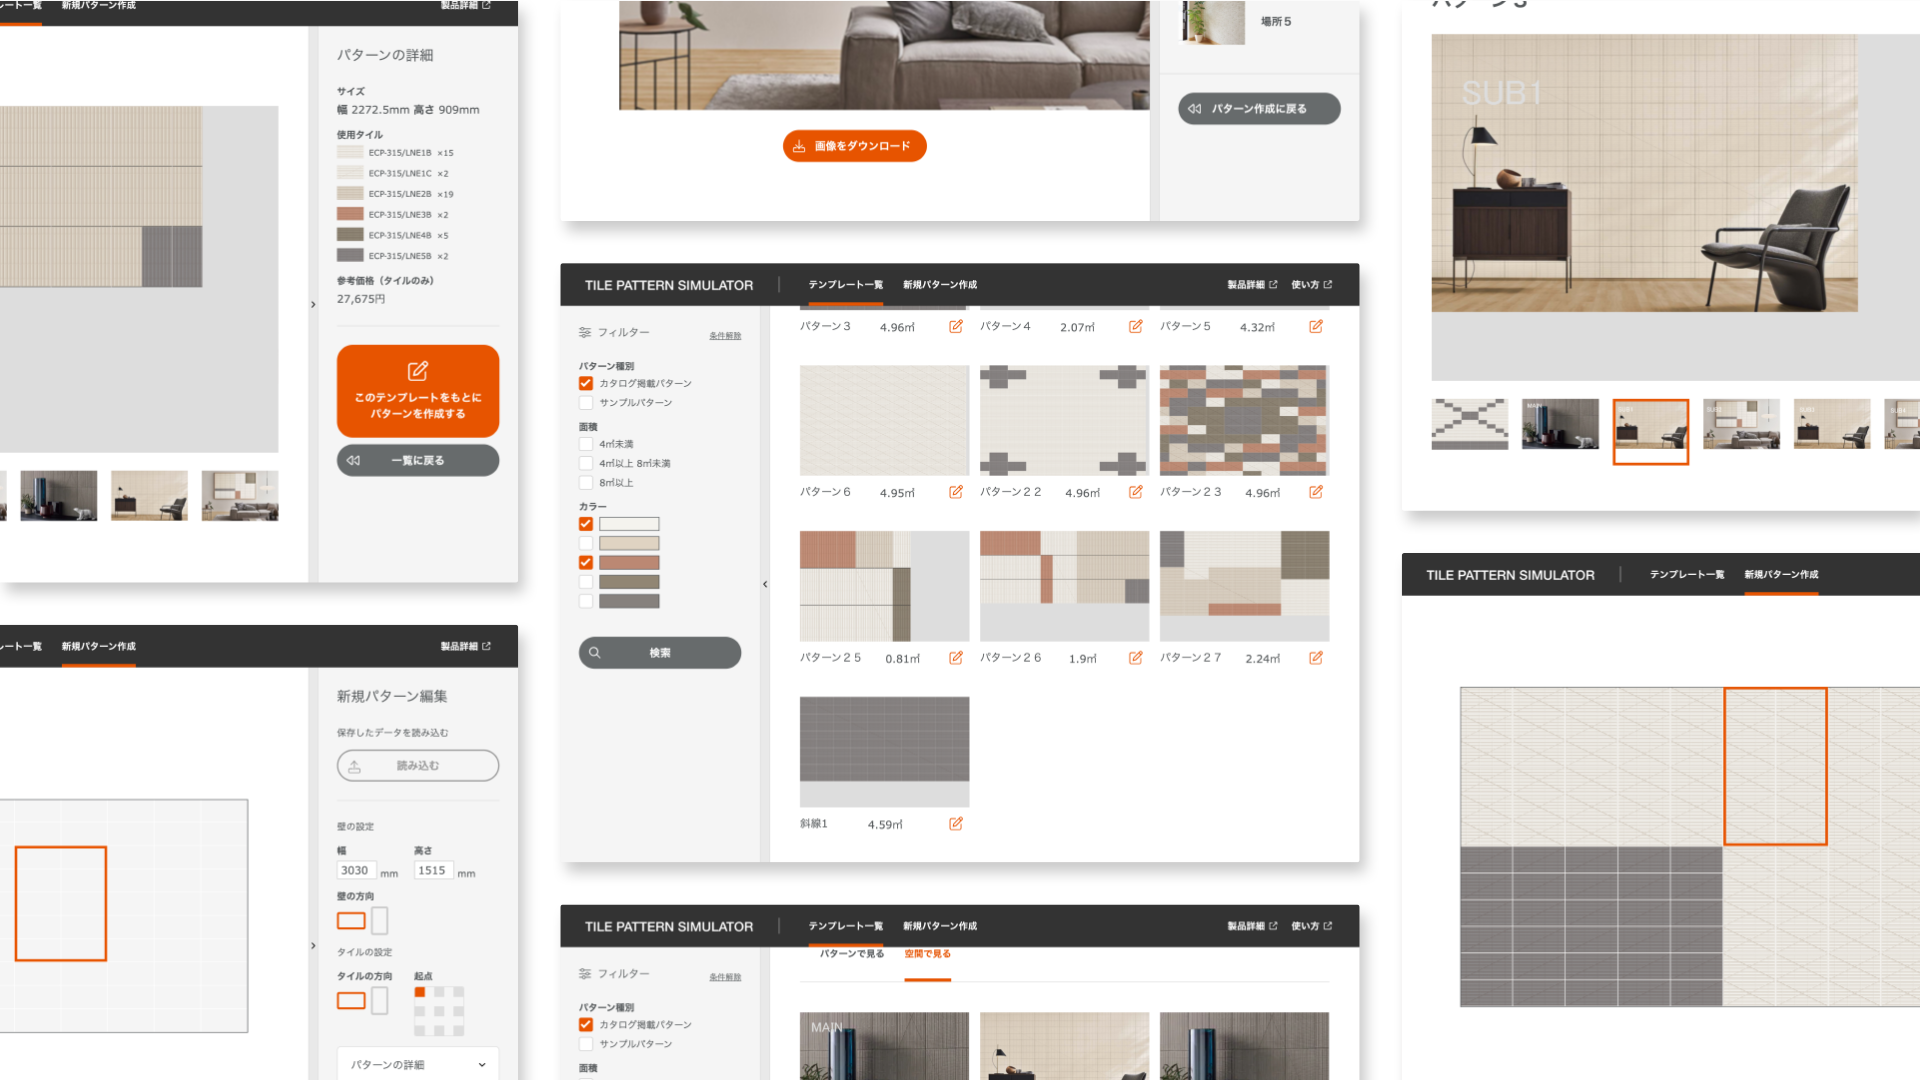 新規パターン作成
製品詳細
パターンの詳細
サイズ
幅 2272.5mm 高さ 909mm
使用タイル
ECP-315/LNE1B ×15
ECP-315/LNE1C ×2
ECP-315/LNE2B ×19
ECP-315/LNE3B ×2
ECP-315/LNE4B ×5
ECP-315/LNE5B ×2
参考価格（タイルのみ）
27,675円
このテンプレートをもとに
パターンを作成する
一覧に戻る
レート一覧
新規パターン作成
製品詳細
新規パターン編集
保存したデータを読み込む
読み込む
壁の設定
幅
高さ
3030 mm
1515 mm
壁の方向
タイルの設定
タイルの方向
起点
パターンの詳細
画像をダウンロード
場所５
パターン作成に戻る
TILE PATTERN SIMULATOR
テンプレート一覧
新規パターン作成
製品詳細
使い方
フィルター
条件解除
パターン種別
カタログ掲載パターン
サンプルパターン
面積
4㎡未満
4㎡以上 8㎡未満
8㎡以上
カラー
検索
パターン３ 4.96㎡
パターン４ 2.07㎡
パターン５ 4.32㎡
パターン６ 4.95㎡
パターン２２ 4.96㎡
パターン２３ 4.96㎡
パターン２５ 0.81㎡
パターン２６ 1.9㎡
パターン２７ 2.24㎡
斜線1 4.59㎡
TILE PATTERN SIMULATOR
テンプレート一覧
新規パターン作成
製品詳細
使い方
フィルター
条件解除
パターン種別
カタログ掲載パターン
サンプルパターン
面積
パターンで見る
空間で見る
MAIN
SUB1
MAIN
SUB1
TILE PATTERN SIMULATOR
テンプレート一覧
新規パターン作成